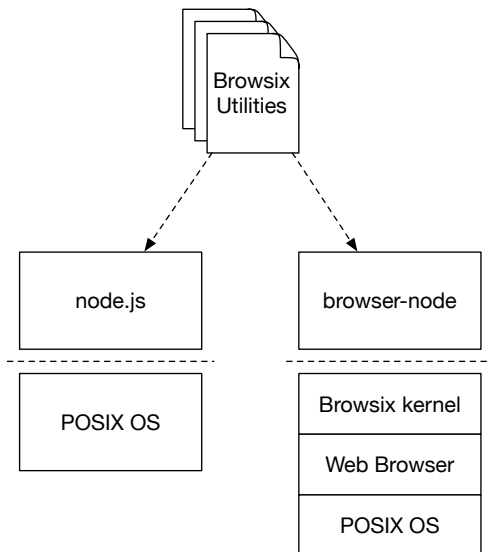 Browsix
Utilities
node.js
browser-node
POSIX OS
Browsix kernel
Web Browser
POSIX OS